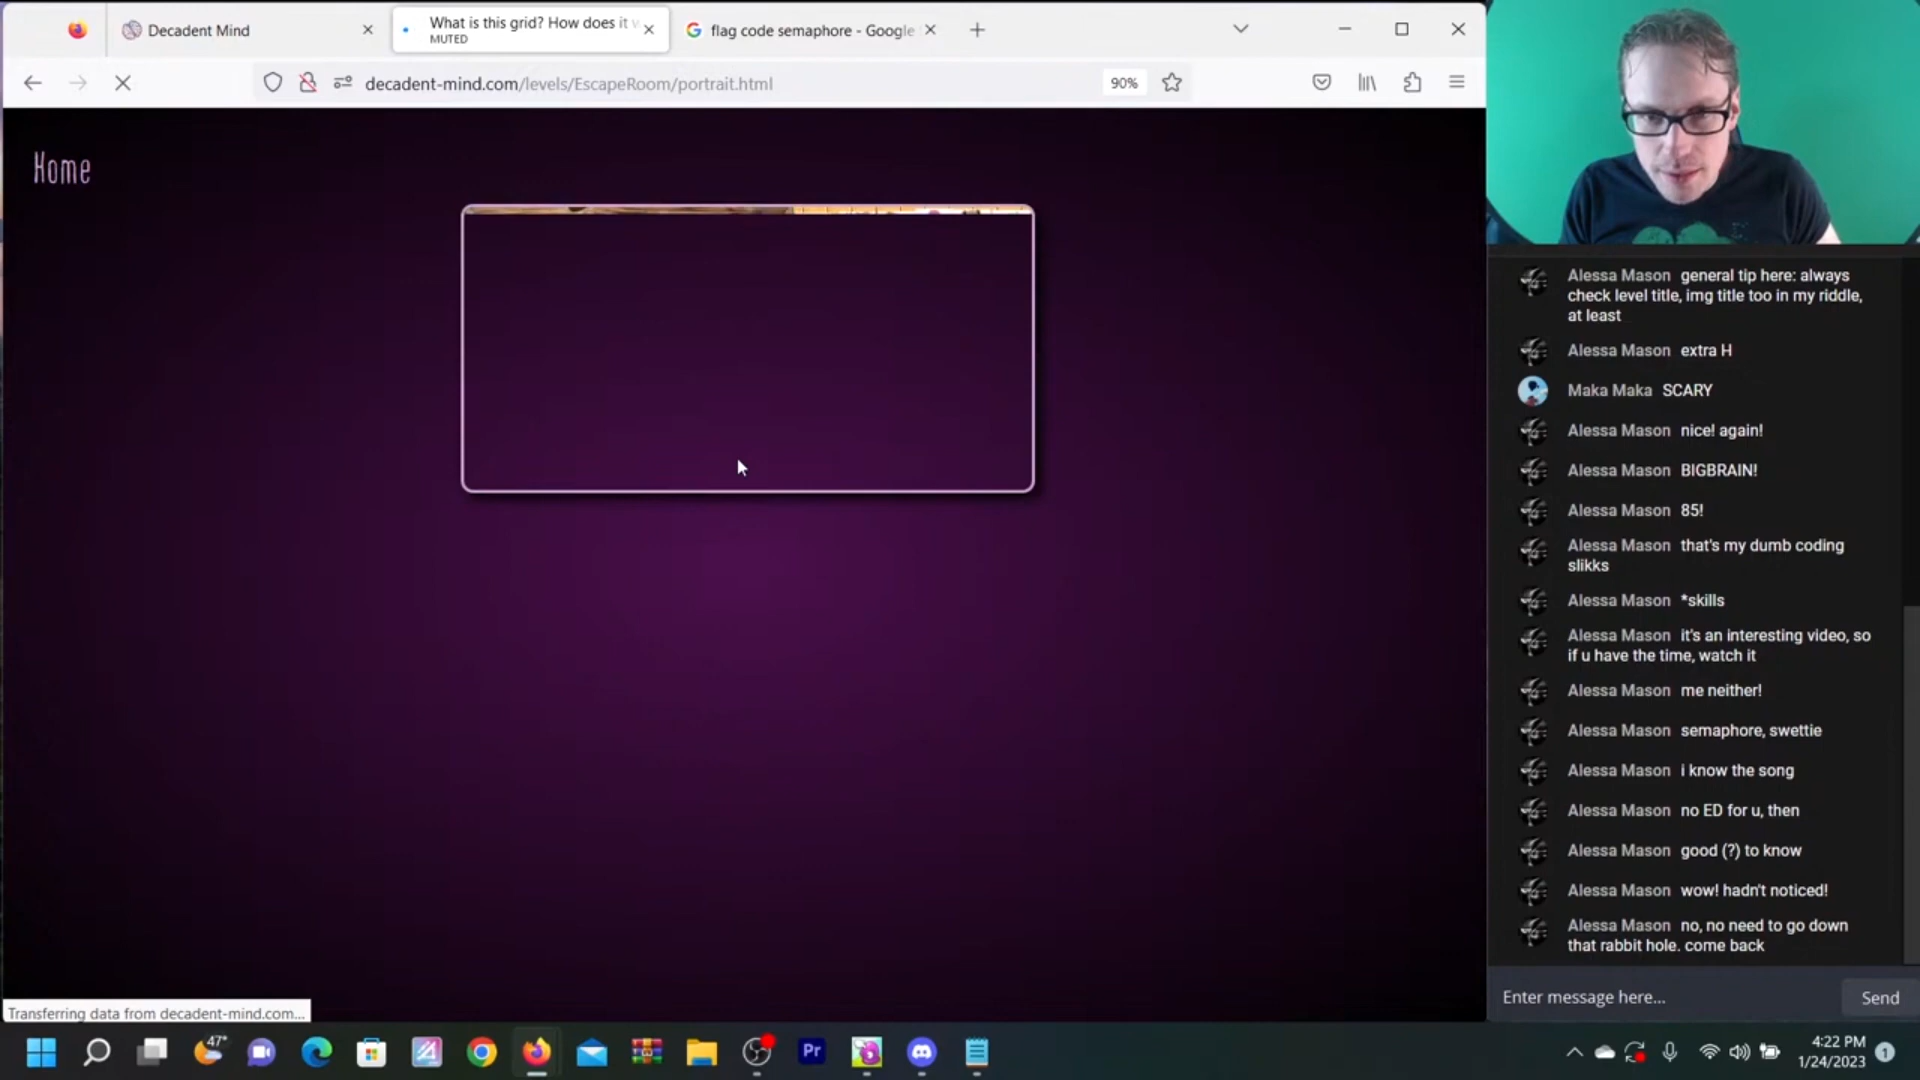 Decadent Mind
What is this grid? How does it w
MUTED
flag code semaphore - Google
decadent-mind.com/levels/EscapeRoom/portrait.html
90%
Home
Alessa Mason general tip here: always
check level title, img title too in my riddle,
at least
Alessa Mason extra H
Maka Maka SCARY
Alessa Mason nice! again!
Alessa Mason BIGBRAIN!
Alessa Mason 85!
Alessa Mason that's my dumb coding
slikks
Alessa Mason *skills
Alessa Mason it's an interesting video, so
if u have the time, watch it
Alessa Mason me neither!
Alessa Mason semaphore, swettie
Alessa Mason i know the song
Alessa Mason no ED for u, then
Alessa Mason good (?) to know
Alessa Mason wow! hadn't noticed!
Alessa Mason no, no need to go down
that rabbit hole. come back
Enter message here...
Send
Transferring data from decadent-mind.com...
47°
Pr
4:22 PM
1/24/2023
1